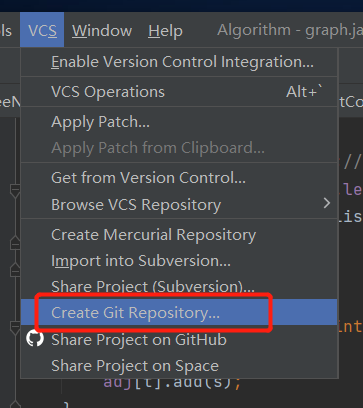 ls VCS Window Help Algorithm - graph.ja
Enable Version Control Integration...
VCS Operations Alt+`
Apply Patch...
Apply Patch from Clipboard...
Get from Version Control...
Browse VCS Repository
Create Mercurial Repository
Import into Subversion...
Share Project (Subversion)...
Create Git Repository...
Share Project on GitHub
Share Project on Space
eeN
tCo
//
le
lis
int
adj[t].add(s);
}